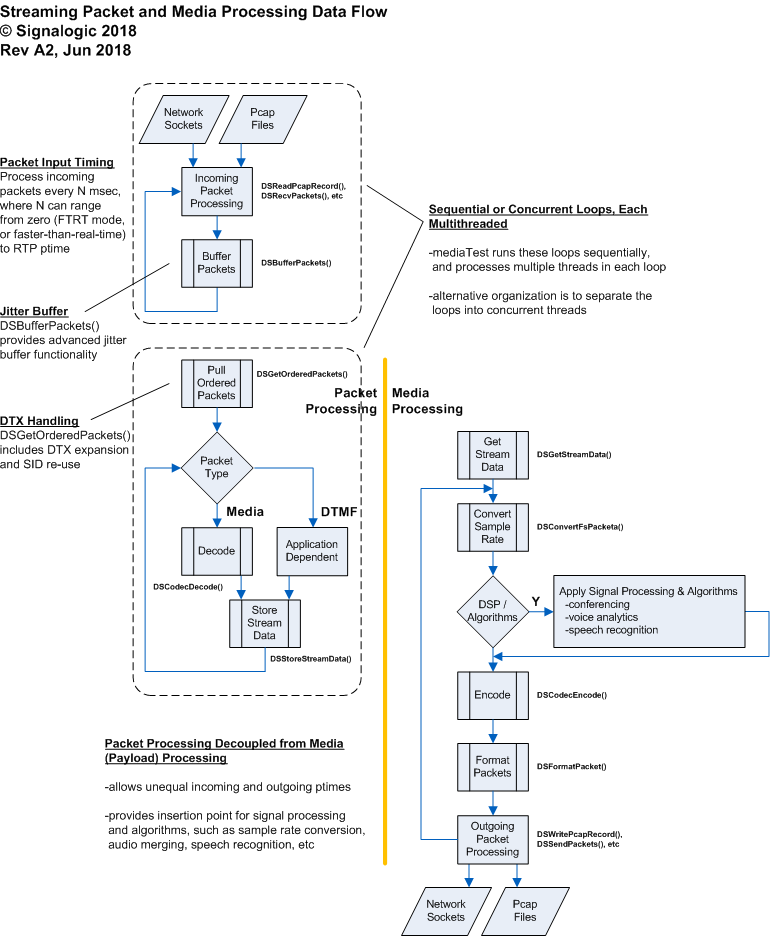 Streaming Packet and Media Processing Data Flow
© Signalogic 2018
Rev A2, Jun 2018
Network
Sockets
Pcap
Files
Packet Input Timing
Process incoming
packets every N msec,
where N can range
from zero (FTRT mode,
or faster-than-real-time)
to RTP ptime
Incoming
Packet
Processing
DSReadPcapRecord(),
DSRecvPackets(), etc
Buffer
Packets
DSBufferPackets()
Sequential or Concurrent Loops, Each
Multithreaded
-mediaTest runs these loops sequentially,
and processes multiple threads in each loop
-alternative organization is to separate the
loops into concurrent threads
Jitter Buffer
DSBufferPackets()
provides advanced jitter
buffer functionality
Pull
Ordered
Packets
DSGetOrderedPackets()
Packet
Processing
Media
Processing
DTX Handling
DSGetOrderedPackets()
includes DTX expansion
and SID re-use
Packet
Type
Media
DTMF
Decode
Application
Dependent
DSCodecDecode()
Store
Stream
Data
DSStoreStreamData()
Get
Stream
Data
DSGetStreamData()
Convert
Sample
Rate
DSConvertFsPacketa()
DSP /
Algorithms
Y
Apply Signal Processing & Algorithms
-conferencing
-voice analytics
-speech recognition
Encode
DSCodecEncode()
Format
Packets
DSFormatPacket()
Outgoing
Packet
Processing
DSWritePcapRecord(),
DSSendPackets(), etc
Network
Sockets
Pcap
Files
Packet Processing Decoupled from Media
(Payload) Processing
-allows unequal incoming and outgoing ptimes
-provides insertion point for signal processing
and algorithms, such as sample rate conversion,
audio merging, speech recognition, etc